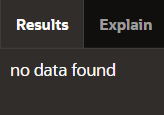 Results Explain
no data found